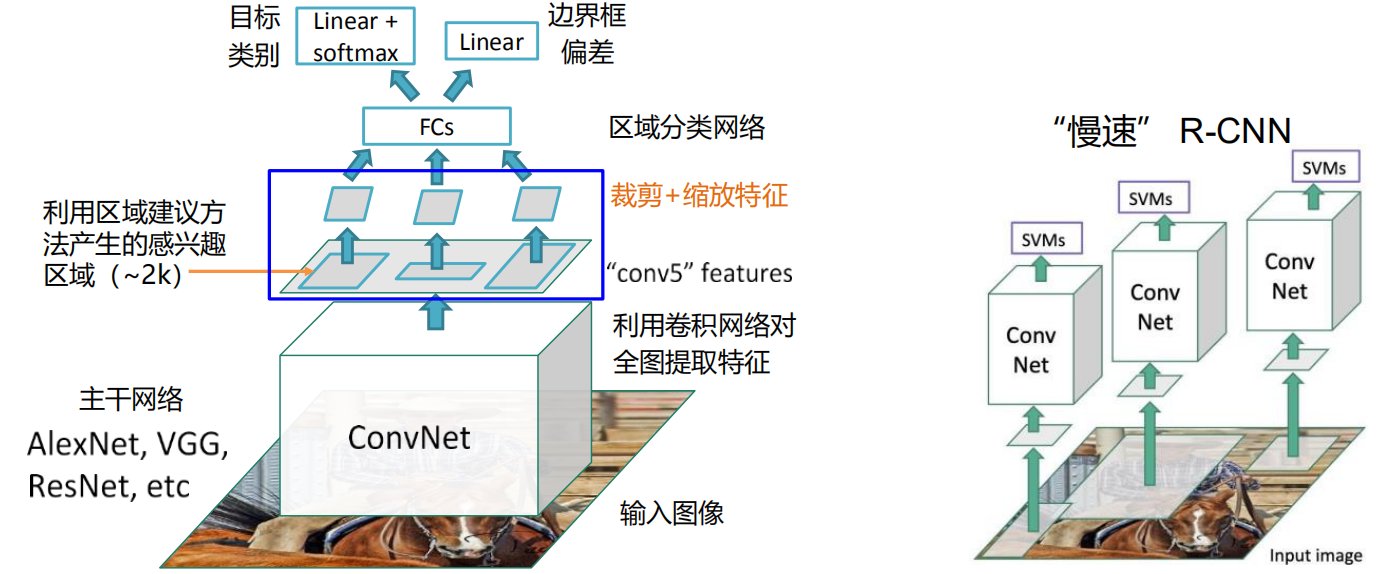 目标
类别
Linear +
softmax
Linear
边界框
偏差
FCs
区域分类网络
裁剪+缩放特征
利用区域建议方
法产生的感兴趣
区域（~2k）
“conv5” features
利用卷积网络对
全图提取特征
主干网络
AlexNet, VGG,
ResNet, etc
ConvNet
输入图像
“慢速” R-CNN
SVMs
SVMs
SVMs
Conv
Net
Conv
Net
Conv
Net
Input image